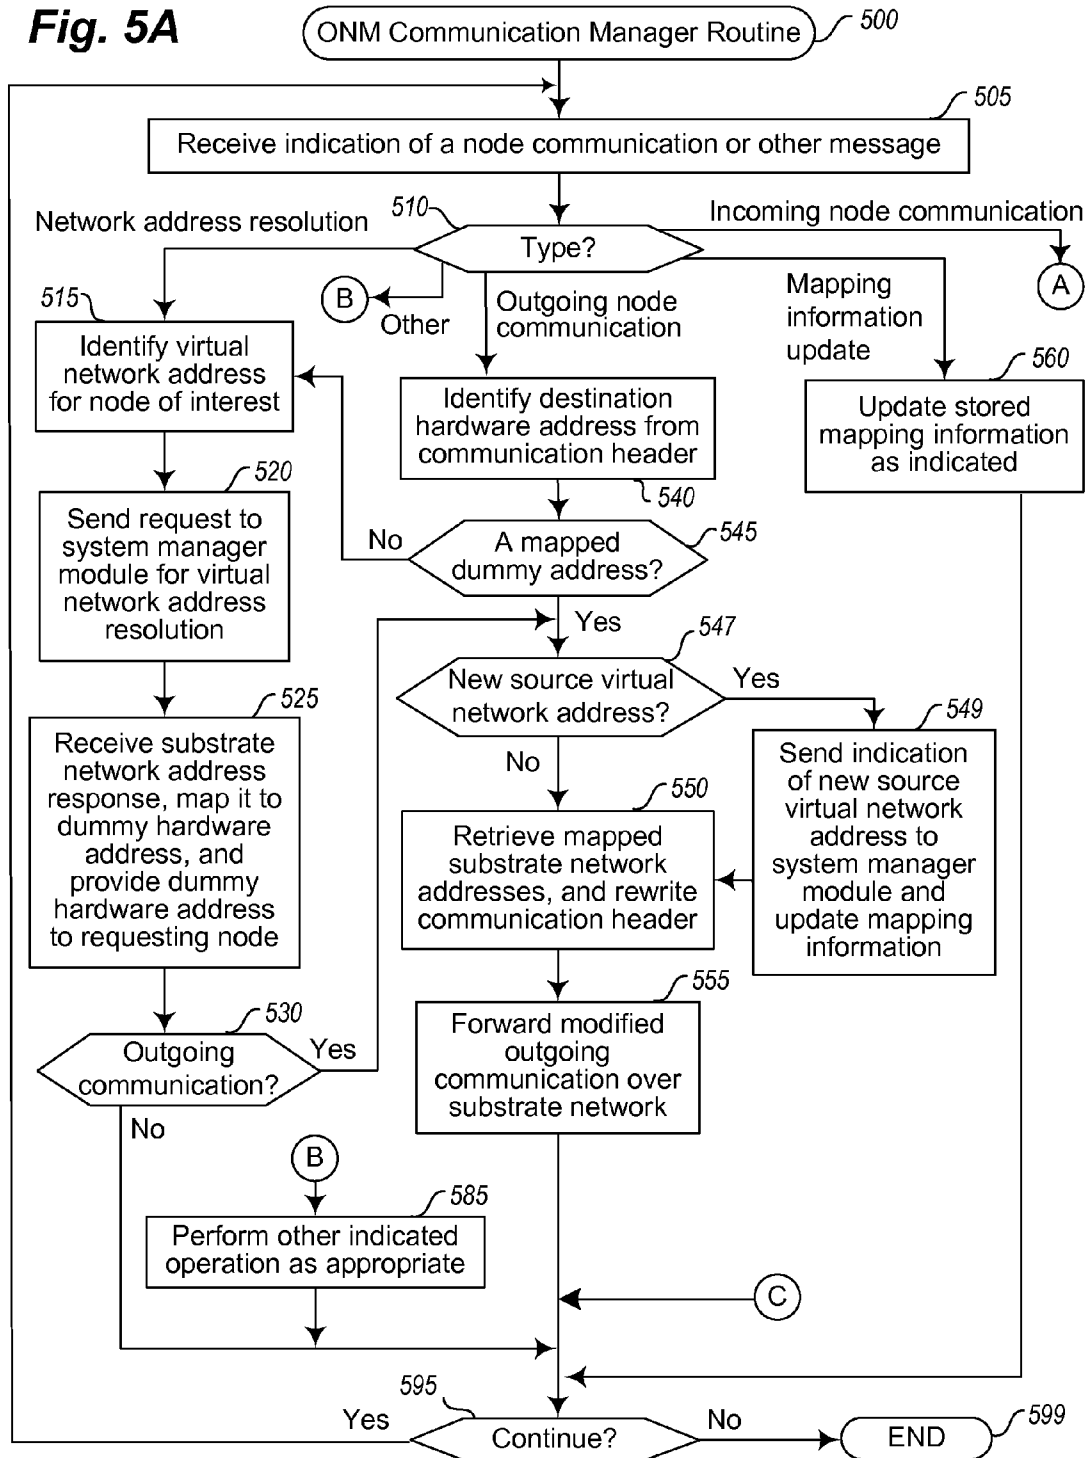 Fig. 5A
ONM Communication Manager Routine
500
505
Receive indication of a node communication or other message
Network address resolution
510
Type?
Incoming node communication
A
B
Other
Outgoing node
communication
Mapping
information
update
515
Identify virtual
network address
for node of interest
Identify destination
hardware address from
communication header
540
560
Update stored
mapping information
as indicated
520
Send request to
system manager
module for virtual
network address
resolution
No
A mapped
dummy address?
545
Yes
547
New source virtual
network address?
Yes
No
549
Send indication
of new source
virtual network
address to
system manager
module and
update mapping
information
525
Receive substrate
network address
response, map it to
dummy hardware
address, and
provide dummy
hardware address
to requesting node
550
Retrieve mapped
substrate network
addresses, and rewrite
communication header
530
Outgoing
communication?
Yes
No
555
Forward modified
outgoing
communication over
substrate network
B
585
Perform other indicated
operation as appropriate
C
595
Yes
Continue?
No
END
599